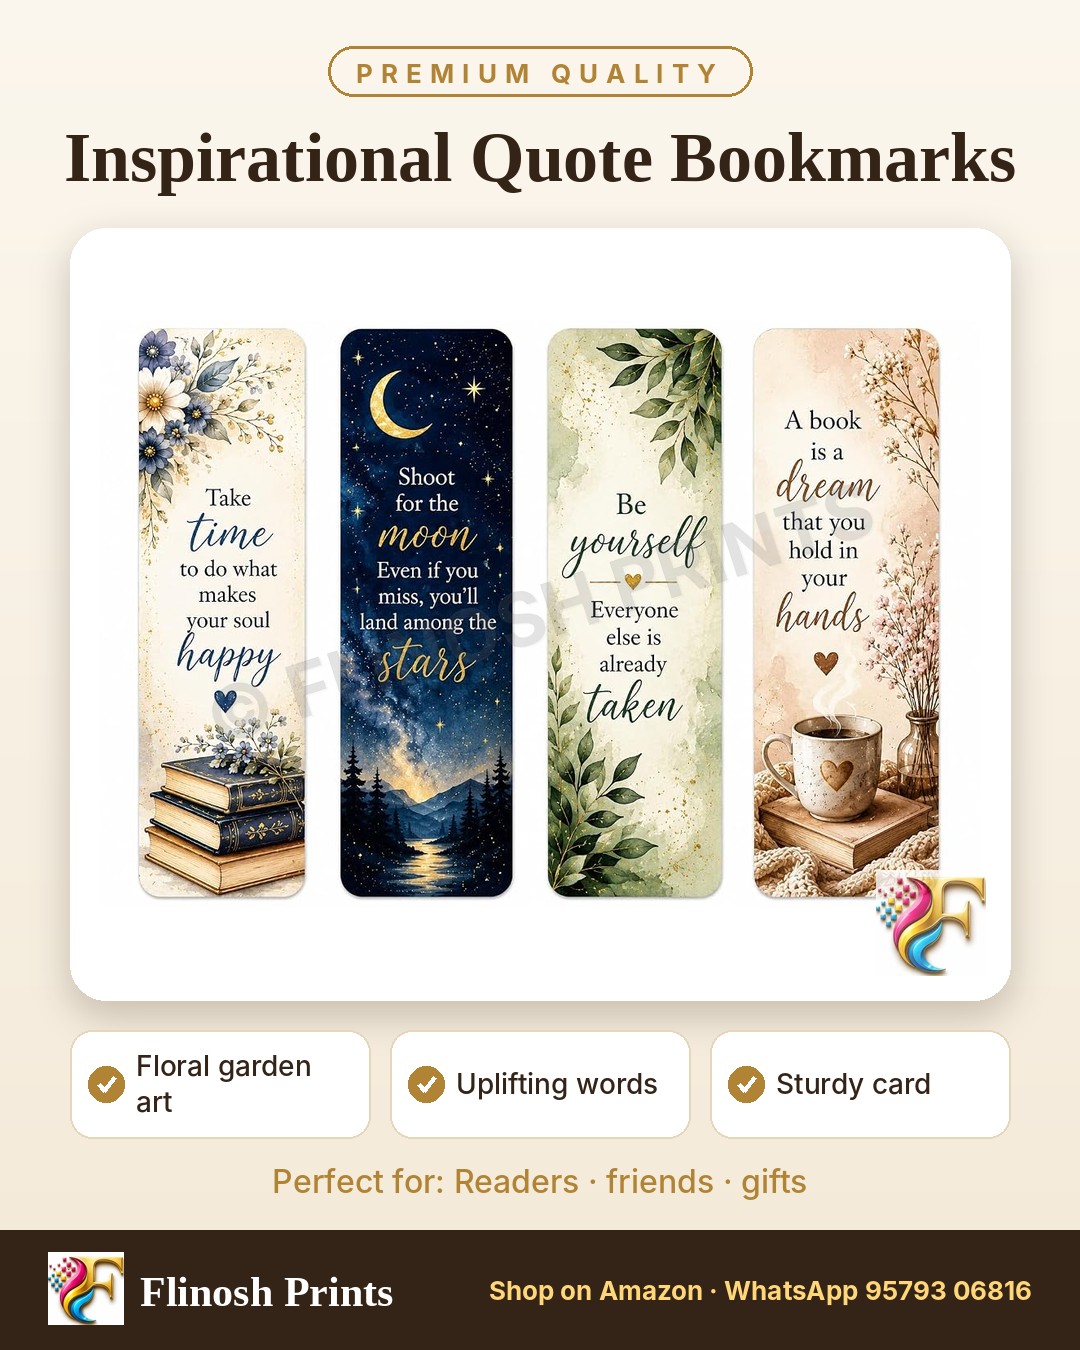 PREMIUM QUALITY
Inspirational Quote Bookmarks
Take
time
to do what
makes
your soul
happy
Shoot
for the
moon
Even if you
miss, you'll
land among the
stars
Be
yourself
Everyone
else is
already
taken
A book
is a
dream
that you
hold in
your
hands
© FLINOSH PRINTS
F
Floral garden
art
Uplifting words
Sturdy card
Perfect for: Readers · friends · gifts
F
Flinosh Prints
Shop on Amazon · WhatsApp 95793 06816